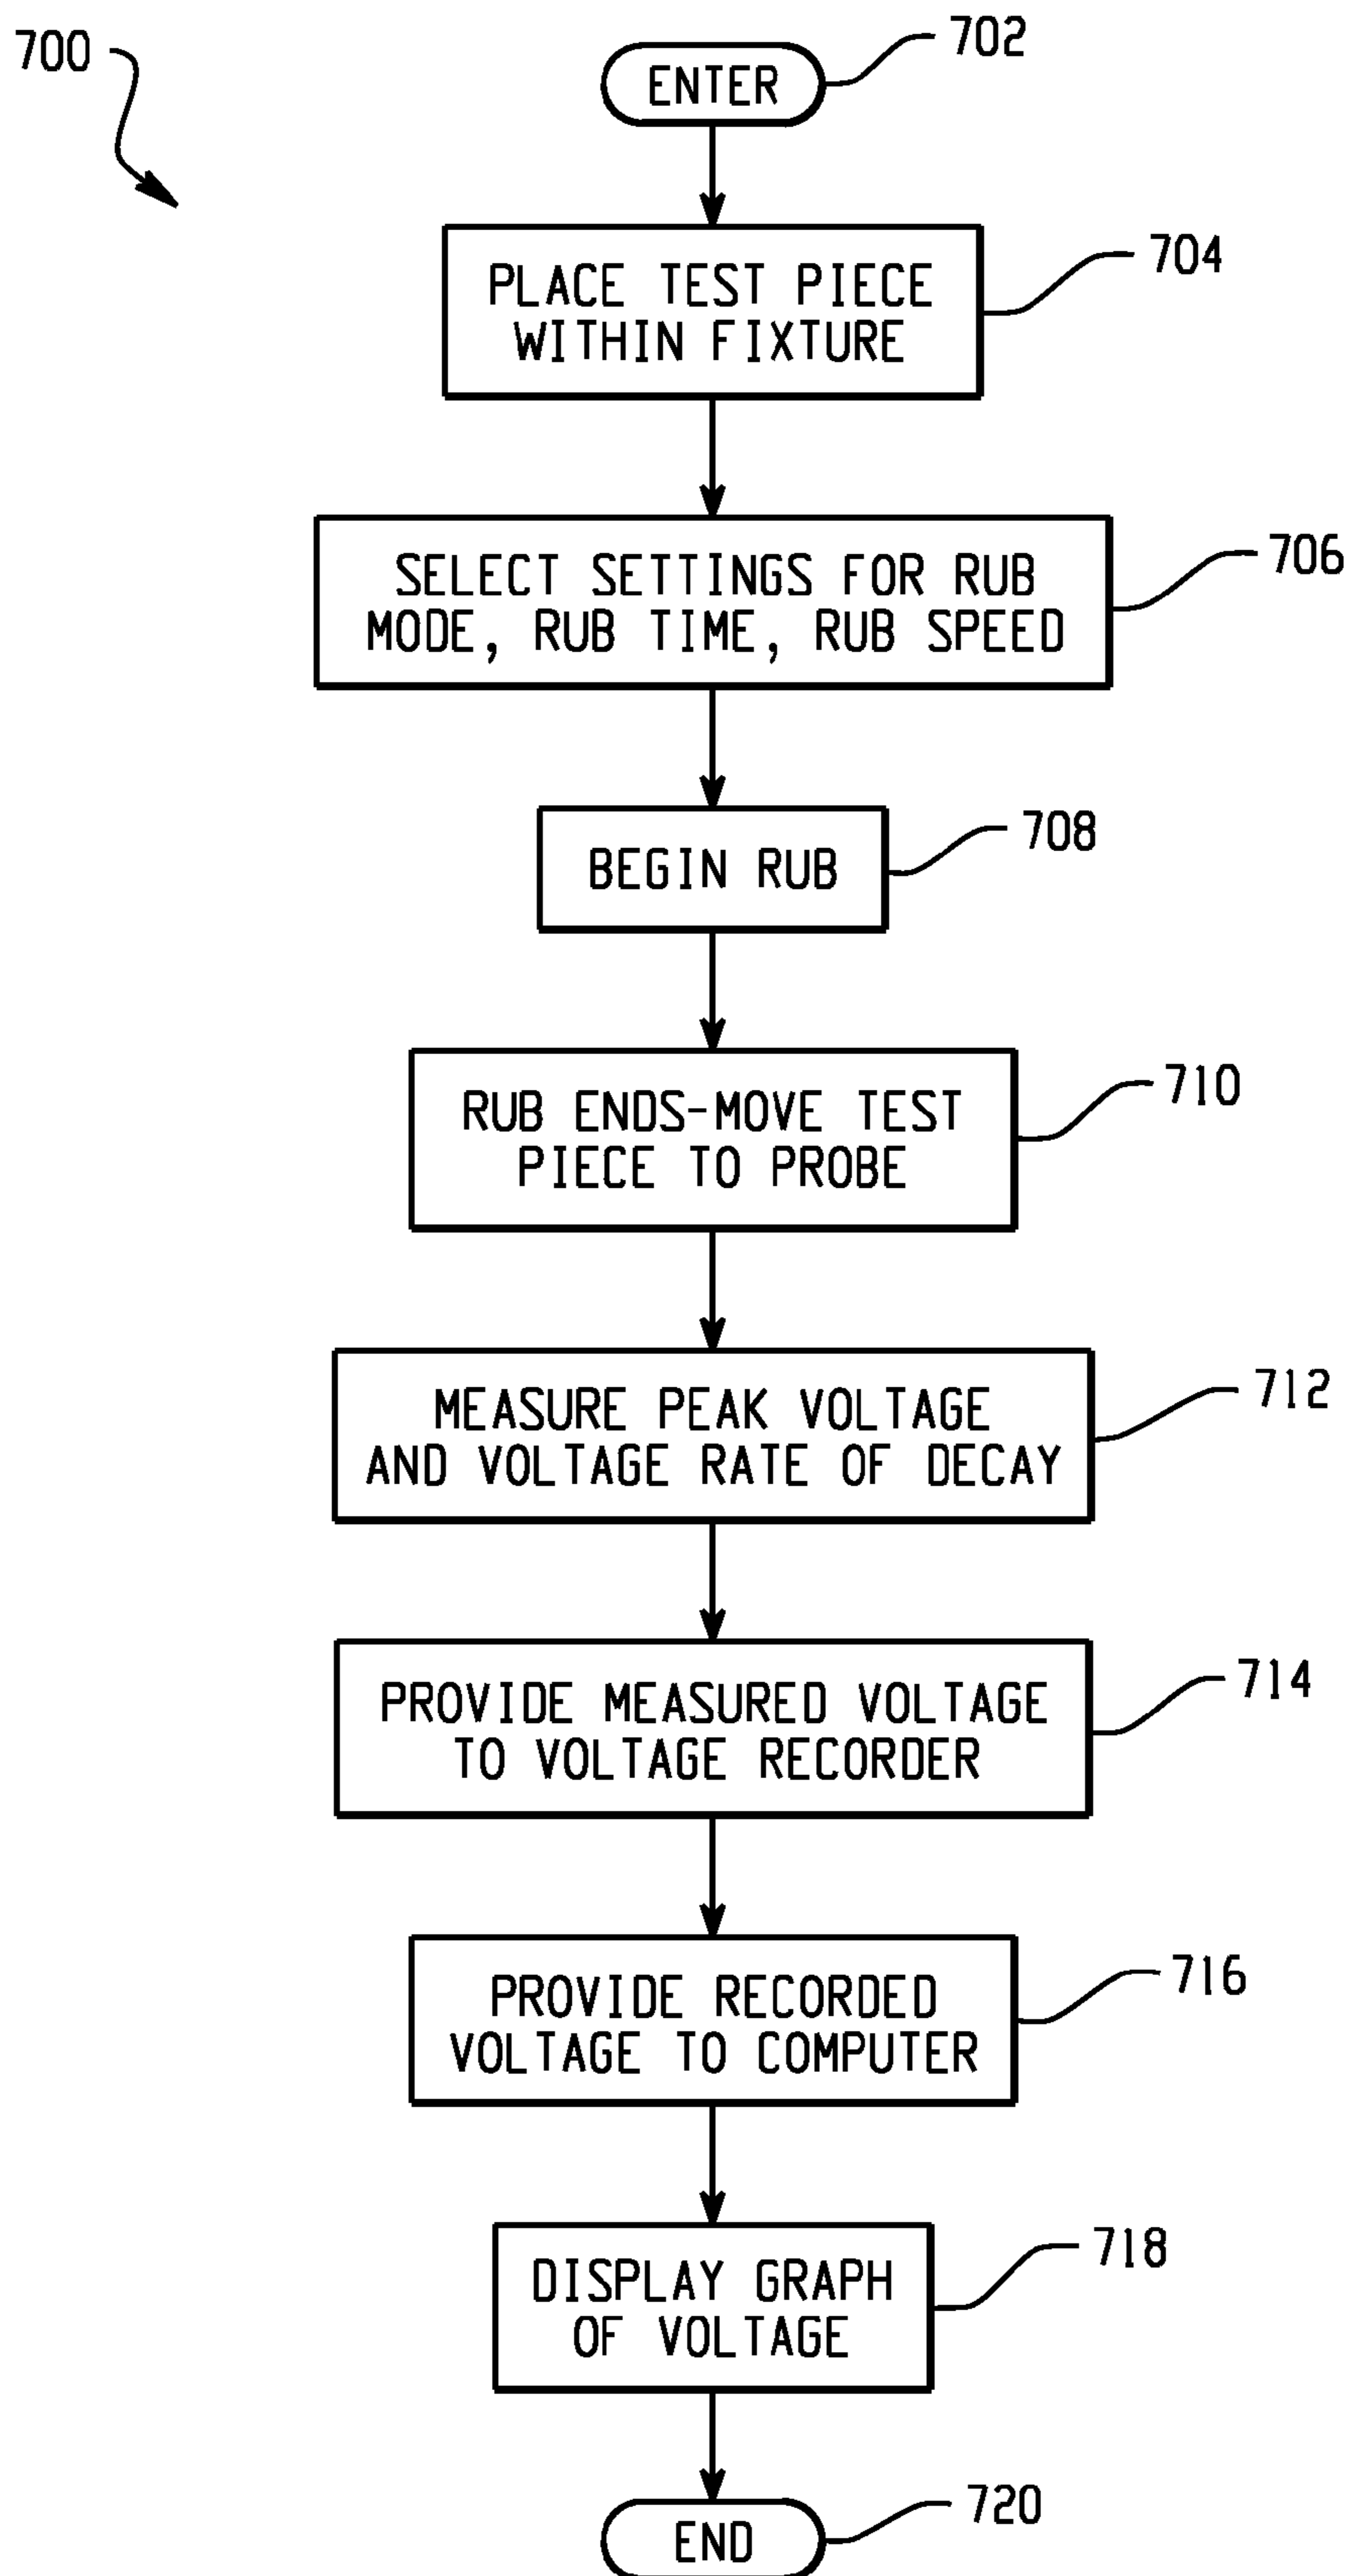 700
702
ENTER
704
PLACE TEST PIECE
WITHIN FIXTURE
706
SELECT SETTINGS FOR RUB
MODE, RUB TIME, RUB SPEED
708
BEGIN RUB
710
RUB ENDS-MOVE TEST
PIECE TO PROBE
712
MEASURE PEAK VOLTAGE
AND VOLTAGE RATE OF DECAY
714
PROVIDE MEASURED VOLTAGE
TO VOLTAGE RECORDER
716
PROVIDE RECORDED
VOLTAGE TO COMPUTER
718
DISPLAY GRAPH
OF VOLTAGE
720
END